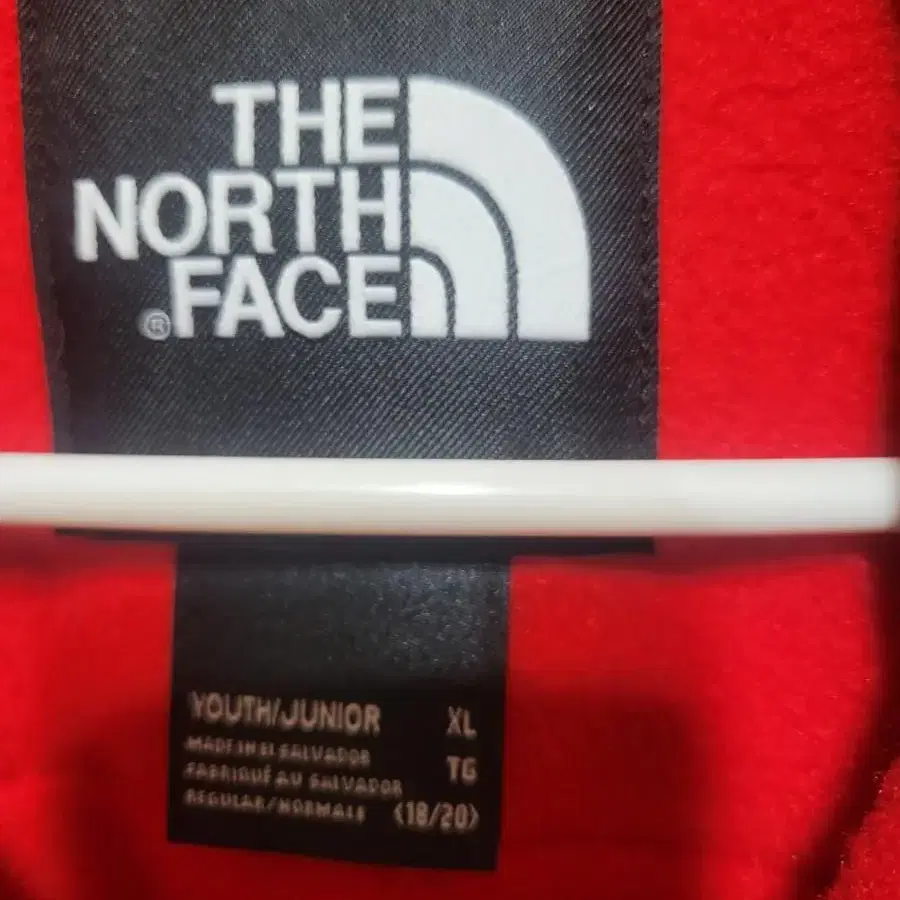 THE
NORTH
®FACE
YOUTH/JUNIOR XL
MADE IN EL SALVADOR
FABRIQUÉ AU SALVADOR TG
REGULAR/NORMALE (18/20)